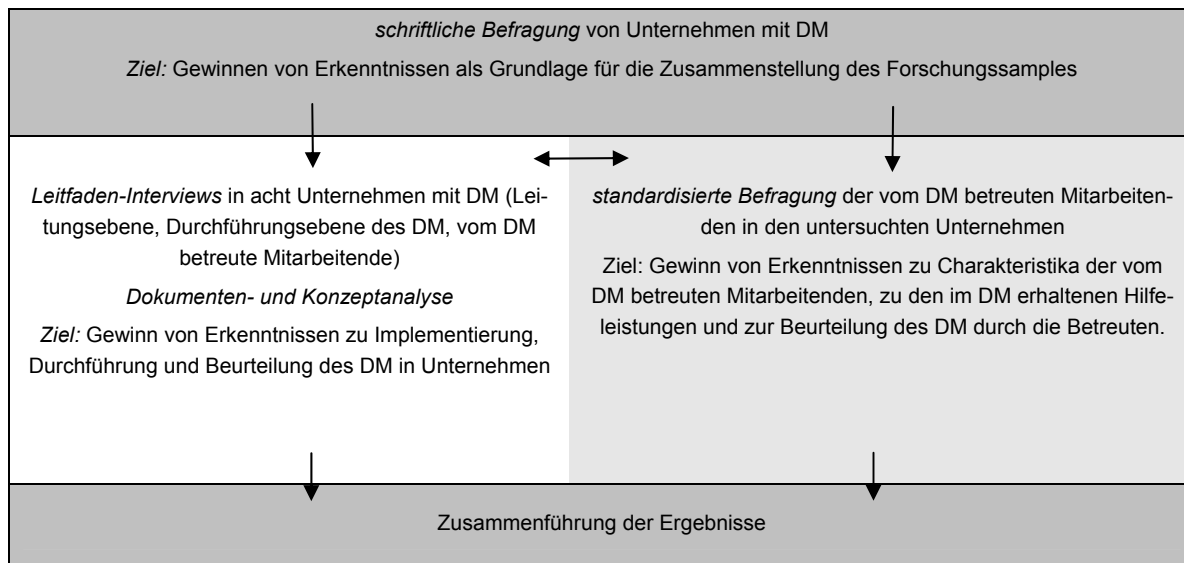 schriftliche Befragung von Unternehmen mit DM
Ziel: Gewinnen von Erkenntnissen als Grundlage für die Zusammenstellung des Forschungssamples
Leitfaden-Interviews in acht Unternehmen mit DM (Lei-
tungsebene, Durchführungsebene des DM, vom DM
betreute Mitarbeitende)
Dokumenten- und Konzeptanalyse
Ziel: Gewinn von Erkenntnissen zu Implementierung,
Durchführung und Beurteilung des DM in Unternehmen
standardisierte Befragung der vom DM betreuten Mitarbeiten-
den in den untersuchten Unternehmen
Ziel: Gewinn von Erkenntnissen zu Charakteristika der vom
DM betreuten Mitarbeitenden, zu den im DM erhaltenen Hilfe-
leistungen und zur Beurteilung des DM durch die Betreuten.
Zusammenführung der Ergebnisse